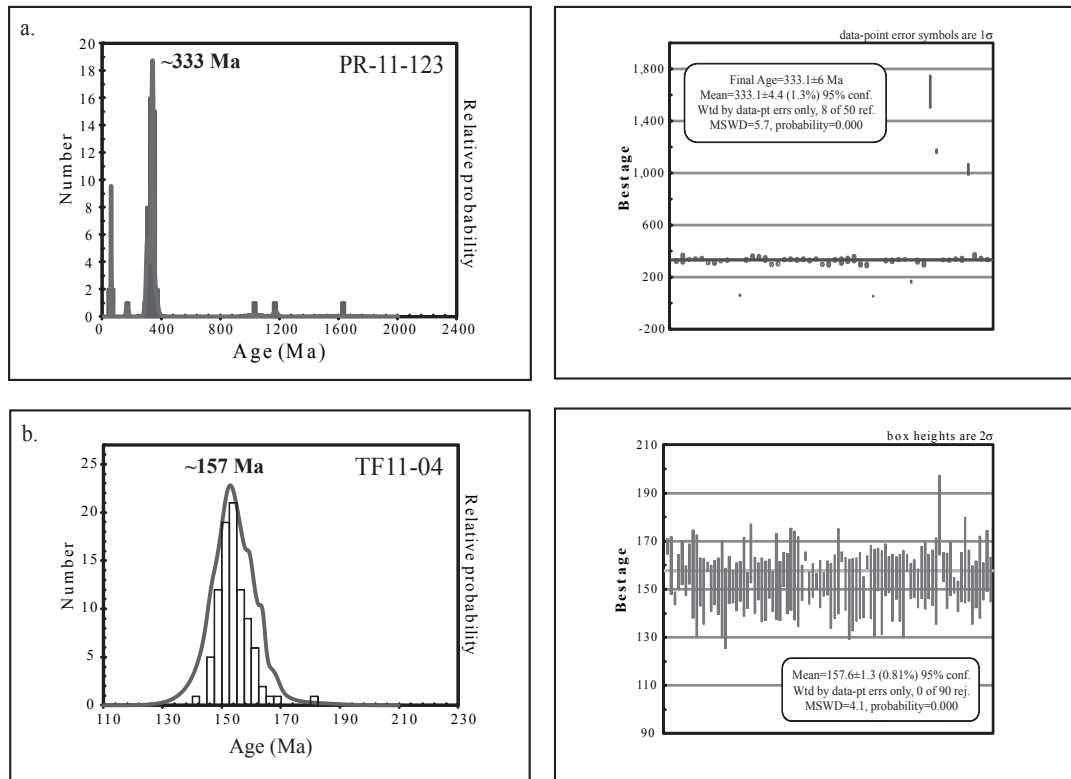 a.
~333 Ma
PR-11-123
Number
20
18
16
14
12
10
8
6
4
2
0
0 400 800 1200 1600 2000 2400
Age (Ma)
Relative probability
data-point error symbols are 1σ
Best age
1,800
1,400
1,000
600
200
-200
Final Age=333.1±6 Ma
Mean=333.1±4.4 (1.3%) 95% conf.
Wtd by data-pt errs only, 8 of 50 ref.
MSWD=5.7, probability=0.000
b.
~157 Ma
TF11-04
Number
25
20
15
10
5
0
110 130 150 170 190 210 230
Age (Ma)
Relative probability
box heights are 2σ
Best age
210
190
170
150
130
110
90
Mean=157.6±1.3 (0.81%) 95% conf.
Wtd by data-pt errs only, 0 of 90 rej.
MSWD=4.1, probability=0.000